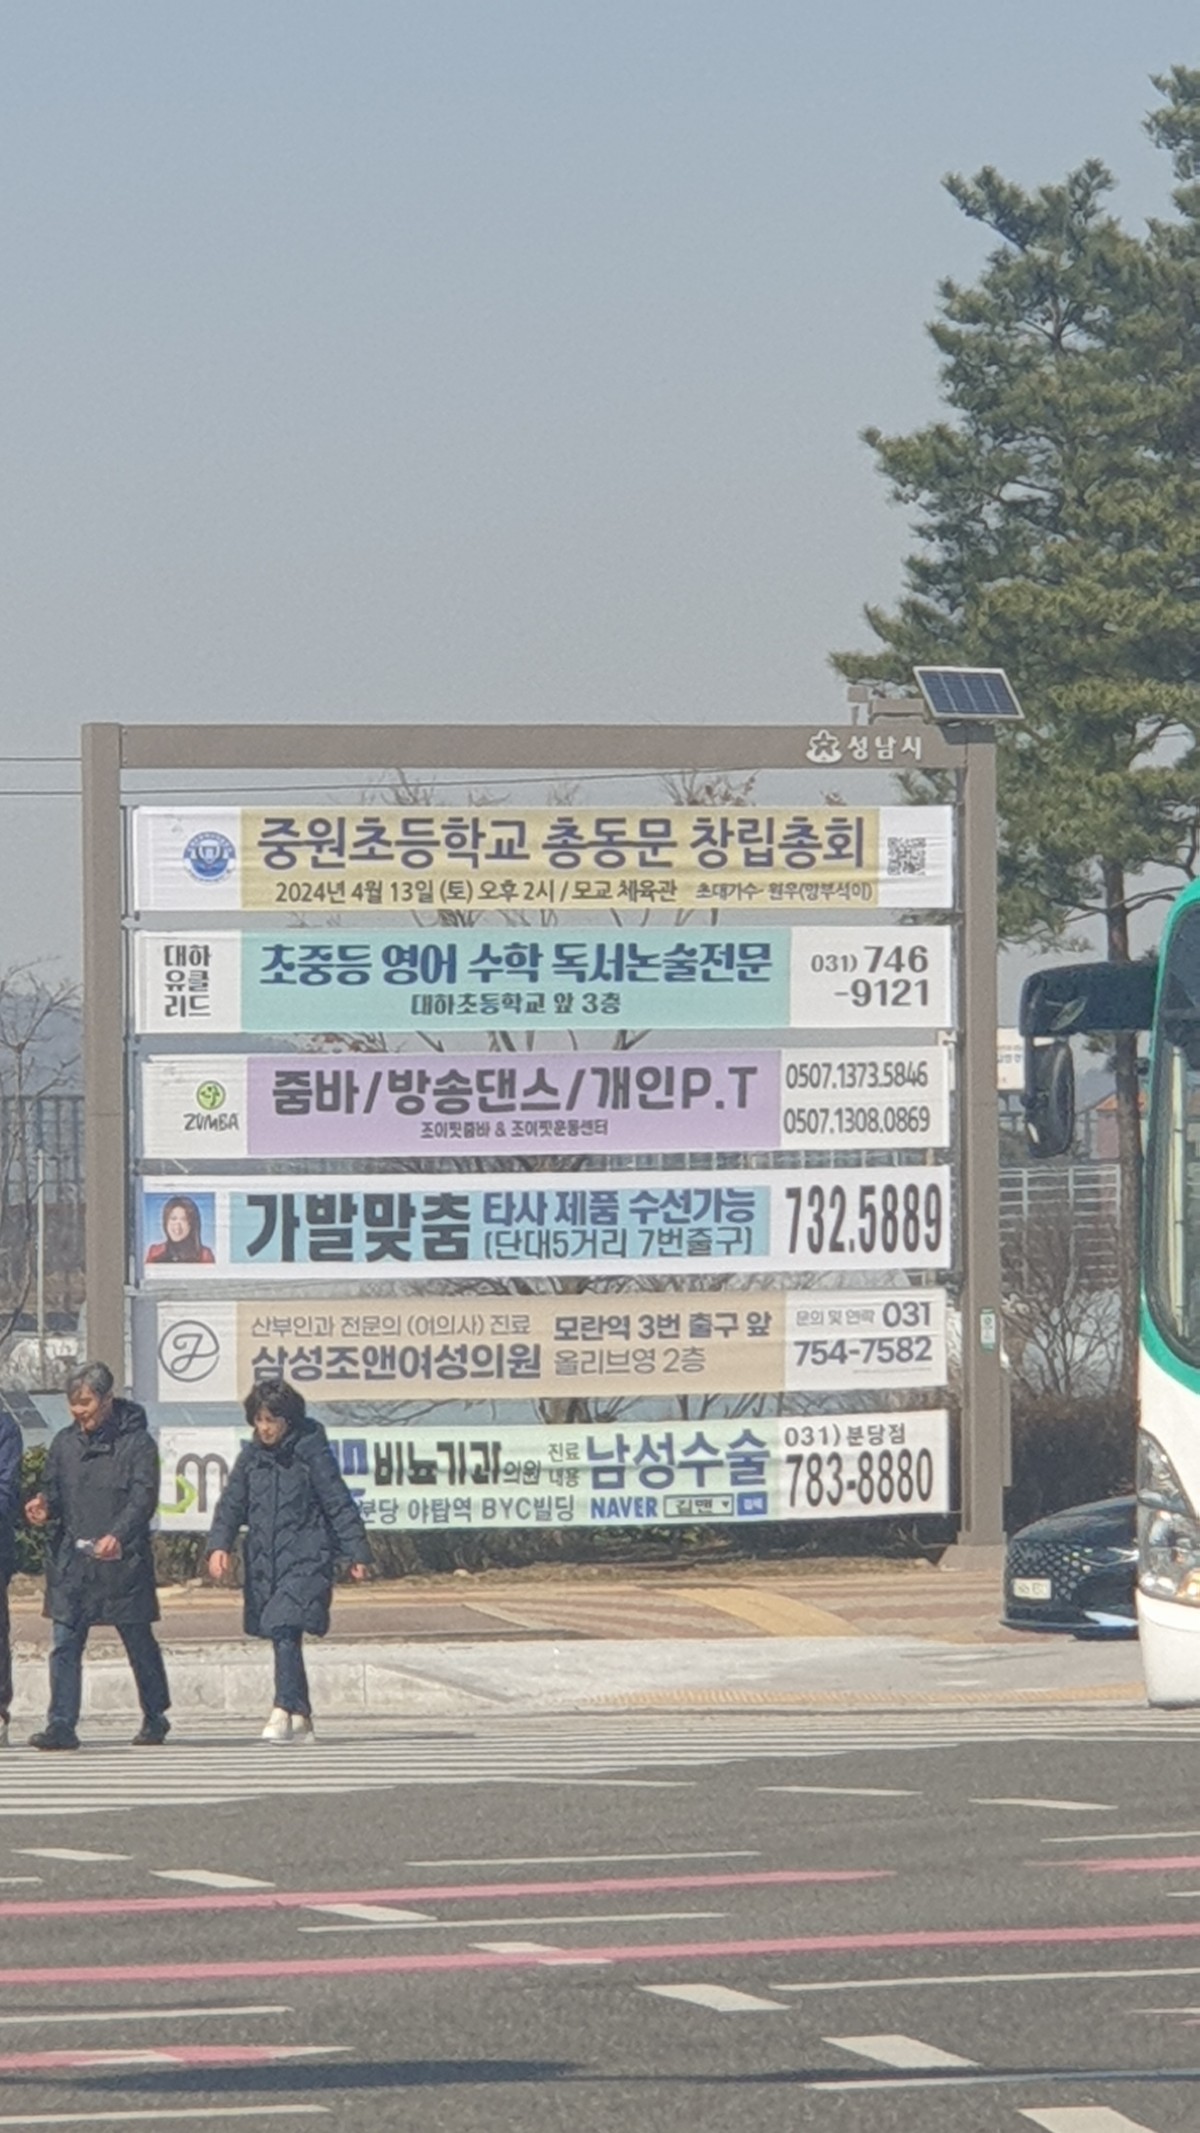 성남시
중원초등학교 총동문 창립총회
2024년 4월 13일 (토) 오후 2시 / 모교 체육관 초대가수- 원우(망부석이)
대하
유클
리드
초중등 영어 수학 독서논술전문
대하초등학교 앞 3층
031) 746
-9121
ZUMBA
줌바/방송댄스/개인P.T
조이핏줌바 & 조이핏운동센터
0507.1373.5846
0507.1308.0869
가발맞춤
타사 제품 수선가능
(단대5거리 7번출구)
732.5889
산부인과 전문의 (여의사) 진료
삼성조앤여성의원
모란역 3번 출구 앞
올리브영 2층
문의 및 연락 031
754-7582
비뇨기과의원
진료
내용
남성수술
분당 야탑역 BYC빌딩
NAVER 길맨 검색
031) 분당점
783-8880